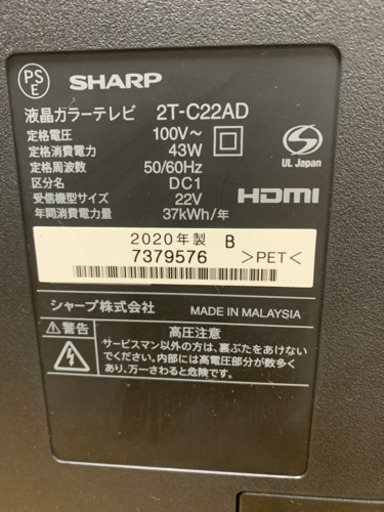 PS E
SHARP
液晶カラーテレビ 2T-C22AD
定格電圧 100V～
定格消費電力 43W
定格周波数 50/60Hz
区分名 DC1
受信機型サイズ 22V
年間消費電力量 37kWh/年
UL Japan
HDMI
2020年製 B
7379576 ＞PET＜
シャープ株式会社 MADE IN MALAYSIA
警告 高圧注意
サービスマン以外の方は、裏ぶたをあけない
でください。内部には高電圧部分が数多く
あり、万一さわると危険です。